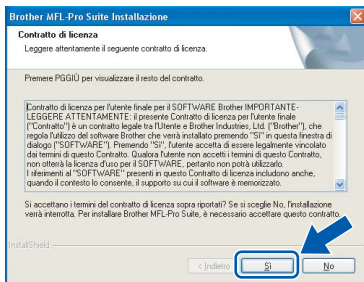 Brother MFL-Pro Suite Installazione
Contratto di licenza
Leggere attentamente il seguente contratto di licenza.
Premere PGGIÙ per visualizzare il resto del contratto.
Contratto di licenza per l'utente finale per il SOFTWARE Brother IMPORTANTE-
LEGGERE ATTENTAMENTE: il presente Contratto di licenza per l'utente finale
("Contratto") è un contratto legale tra l'Utente e Brother Industries, Ltd. ("Brother"), che
regola l'utilizzo del software Brother che verrà installato premendo "Sì" in questa finestra di
dialogo ("SOFTWARE"). Premendo "Sì", l'utente accetta di essere legalmente vincolato
dai termini di questo Contratto. Qualora l'utente non accetti i termini di questo Contratto,
non otterrà la licenza d'uso per il SOFTWARE, pertanto non potrà utilizzarlo.
I riferimenti al "SOFTWARE" presenti in questo Contratto di licenza includono anche,
quando il contesto lo consente, il supporto su cui il software è memorizzato.
Si accettano i termini del contratto di licenza sopra riportati? Se si sceglie No, l'installazione
verrà interrotta. Per installare Brother MFL-Pro Suite, è necessario accettare questo contratto.
InstallShield
< Indietro
Sì
No